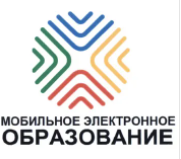 МОБИЛЬНОЕ ЭЛЕКТРОННОЕ
ОБРАЗОВАНИЕ